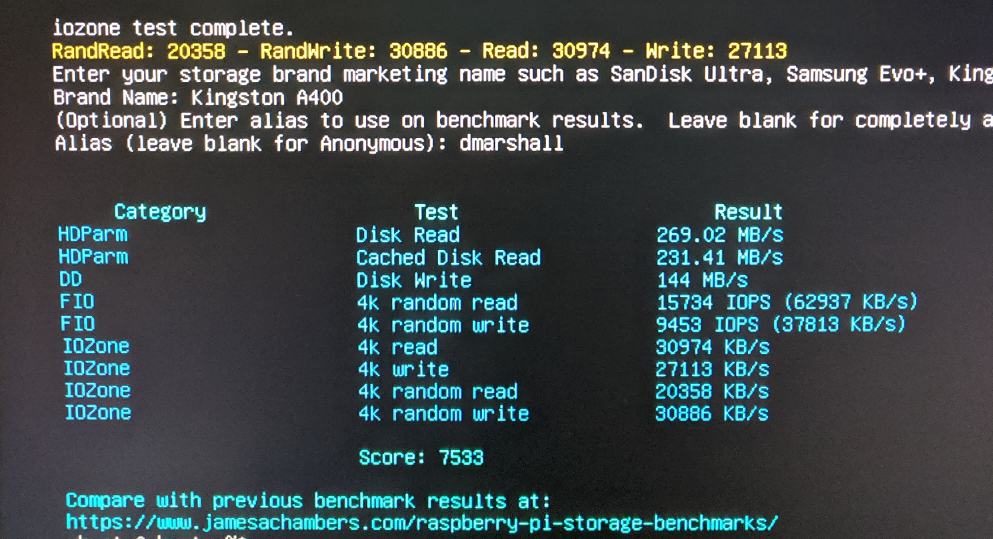 iozone test complete.
RandRead: 20358 - RandWrite: 30886 - Read: 30974 - Write: 27113
Enter your storage brand marketing name such as SanDisk Ultra, Samsung Evo+, King
Brand Name: Kingston A400
(Optional) Enter alias to use on benchmark results.  Leave blank for completely a
Alias (leave blank for Anonymous): dmarshall
Category Test Result
HDParm Disk Read 269.02 MB/s
HDParm Cached Disk Read 231.41 MB/s
DD Disk Write 144 MB/s
FIO 4k random read 15734 IOPS (62937 KB/s)
FIO 4k random write 9453 IOPS (37813 KB/s)
IOZone 4k read 30974 KB/s
IOZone 4k write 27113 KB/s
IOZone 4k random read 20358 KB/s
IOZone 4k random write 30886 KB/s
Score: 7533
Compare with previous benchmark results at:
https://www.jamesachambers.com/raspberry-pi-storage-benchmarks/